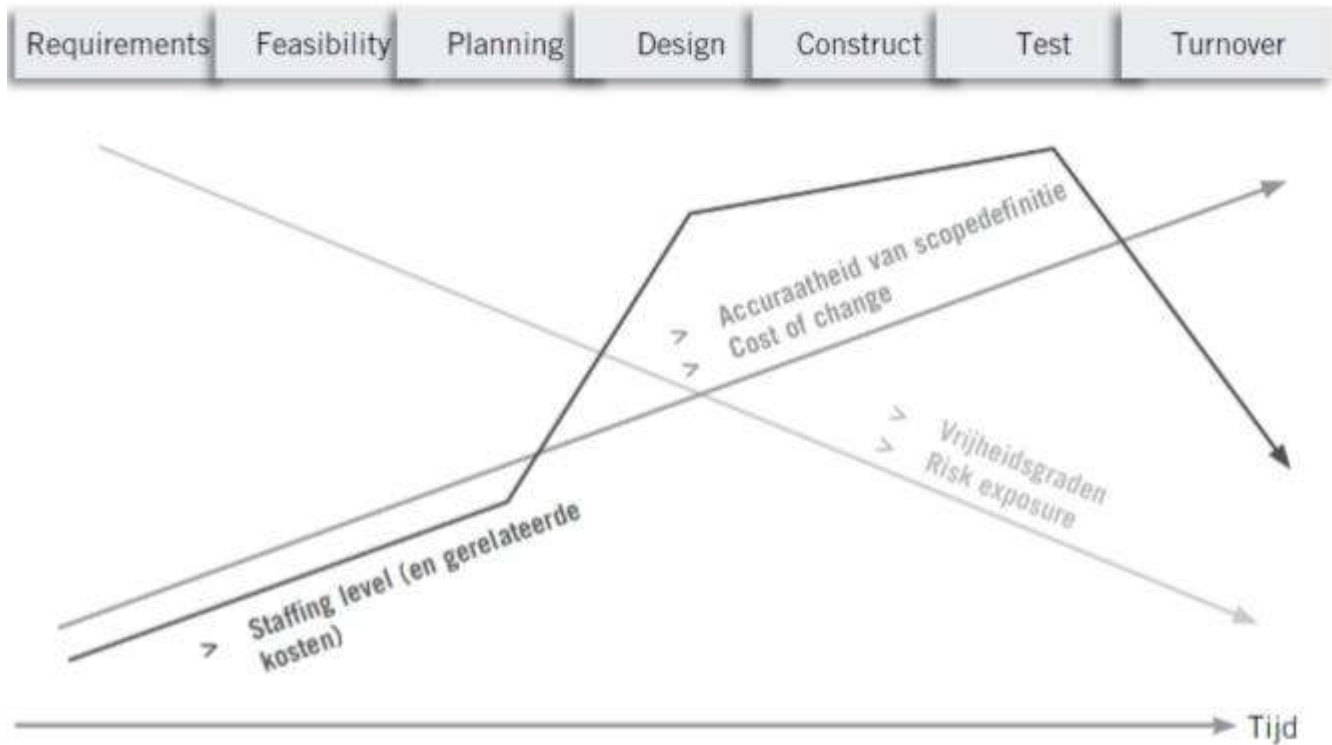 Requirements Feasibility Planning Design Construct Test Turnover
> Accuraatheid van scopedefinitie
> Cost of change
> Vrijheidsgraden
> Risk exposure
> Staffing level (en gerelateerde
kosten)
Tijd